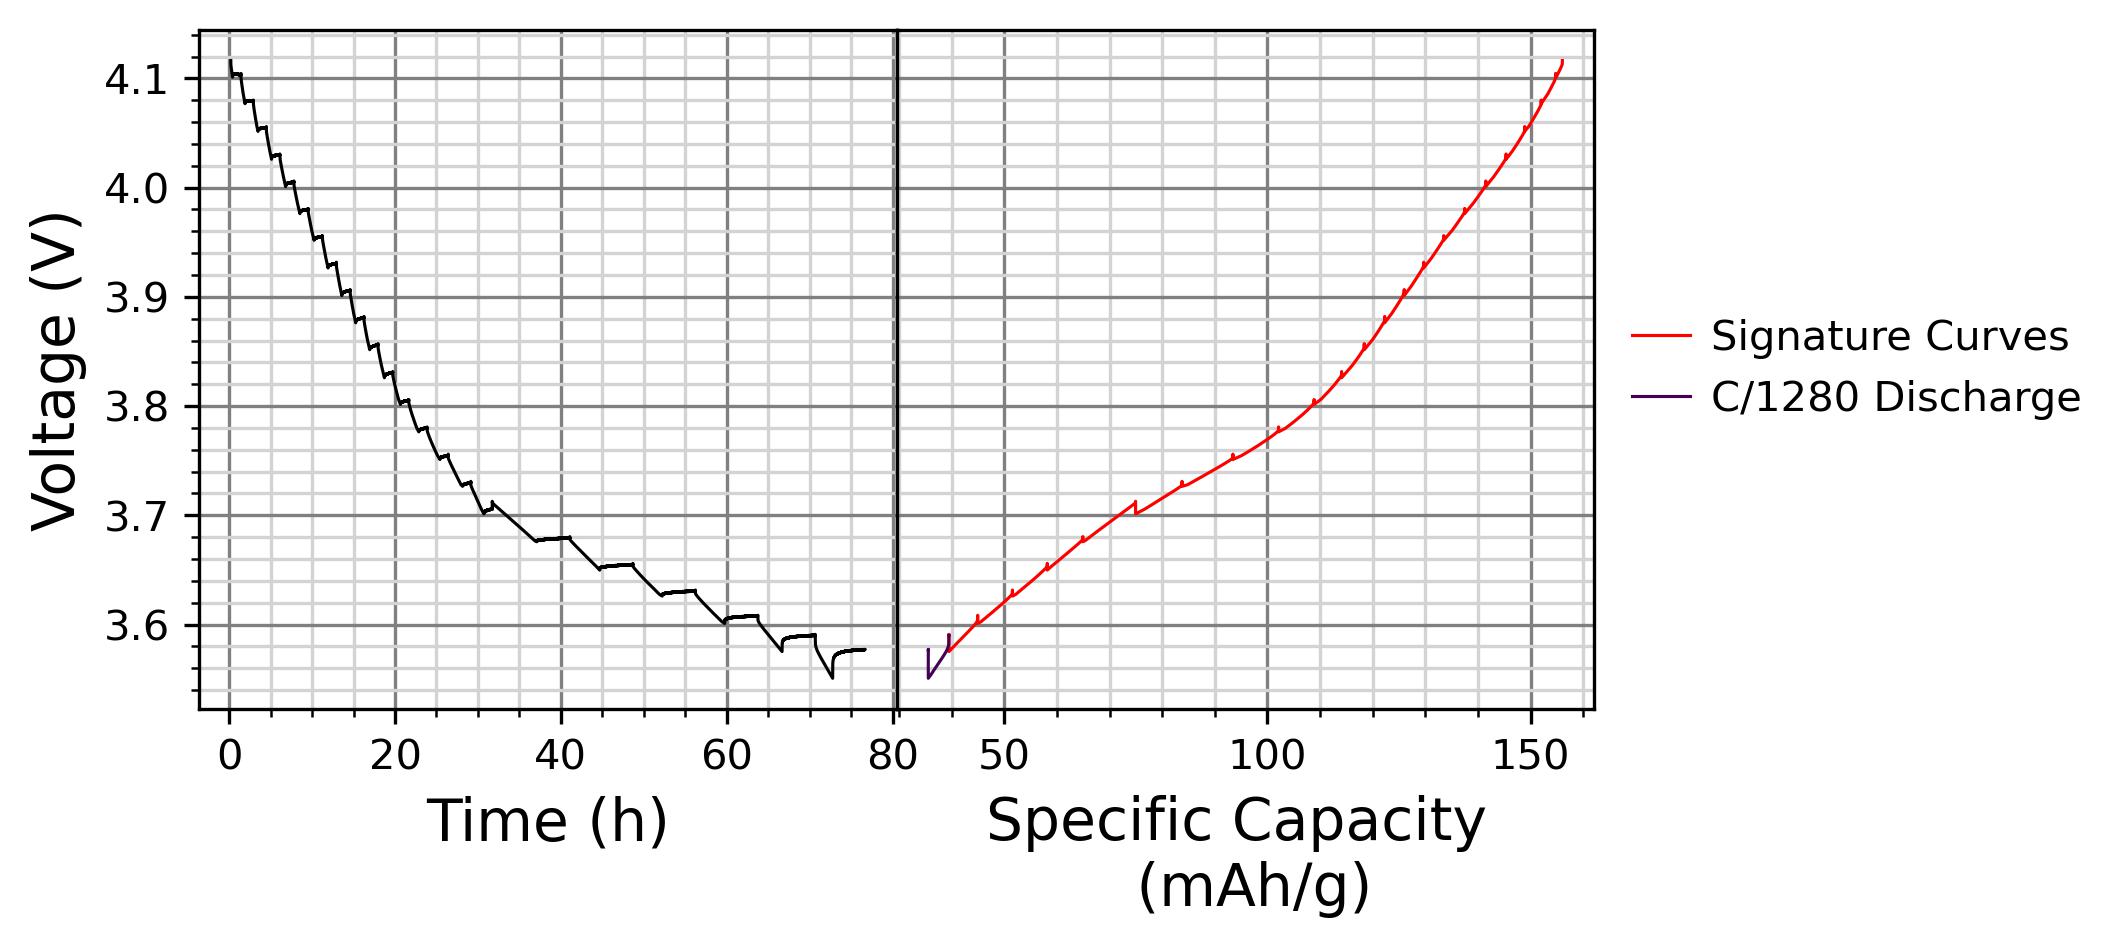 Voltage (V)
4.1
4.0
3.9
3.8
3.7
3.6
0 20 40 60 80 50 100 150
Time (h)
Specific Capacity
(mAh/g)
Signature Curves
C/1280 Discharge